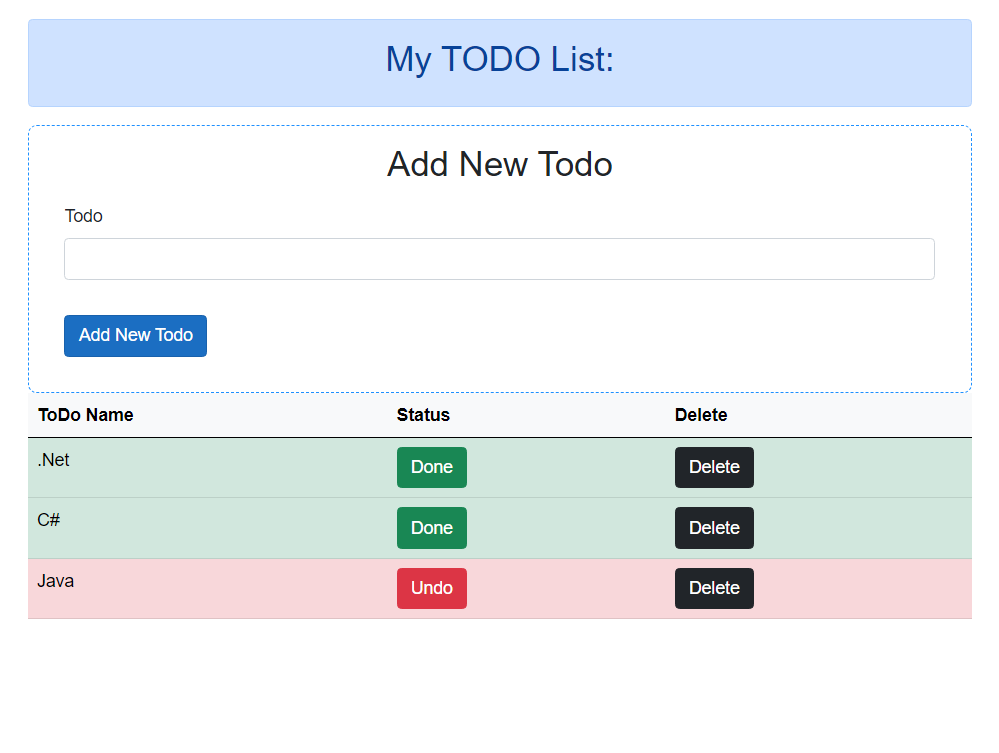 My TODO List:
Add New Todo
Todo
Add New Todo
ToDo Name Status Delete
.Net Done Delete
C# Done Delete
Java Undo Delete